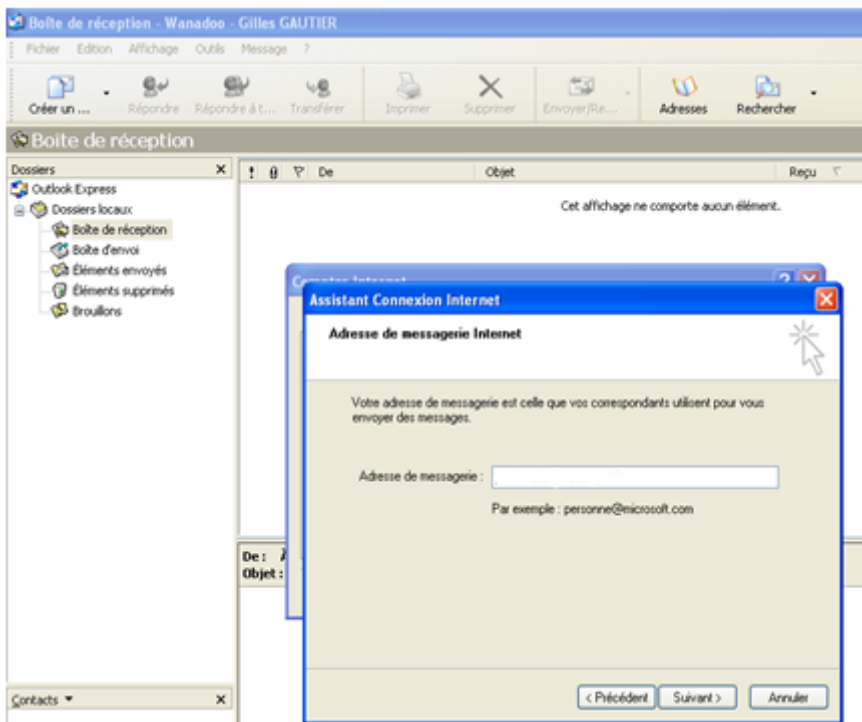 Boîte de réception - Wanadoo - Gilles GAUTIER
Fichier Edition Affichage Outils Message ?
Créer un ... Répondre Répondre à t... Transférer Imprimer Supprimer Envoyer/Re.... Adresses Rechercher
Boîte de réception
Dossiers x
! De Objet Reçu
Outlook Express
Cet affichage ne comporte aucun élément.
Dossiers locaux
Boîte de réception
Boîte d'envoi
Éléments envoyés
Éléments supprimés
Brouillons
Comptes Internet
Assistant Connexion Internet
Adresse de messagerie Internet
Votre adresse de messagerie est celle que vos correspondants utilisent pour vous
envoyer des messages.
Adresse de messagerie :
Par exemple : personne@microsoft.com
De :
Objet :
< Précédent Suivant > Annuler
Contacts x